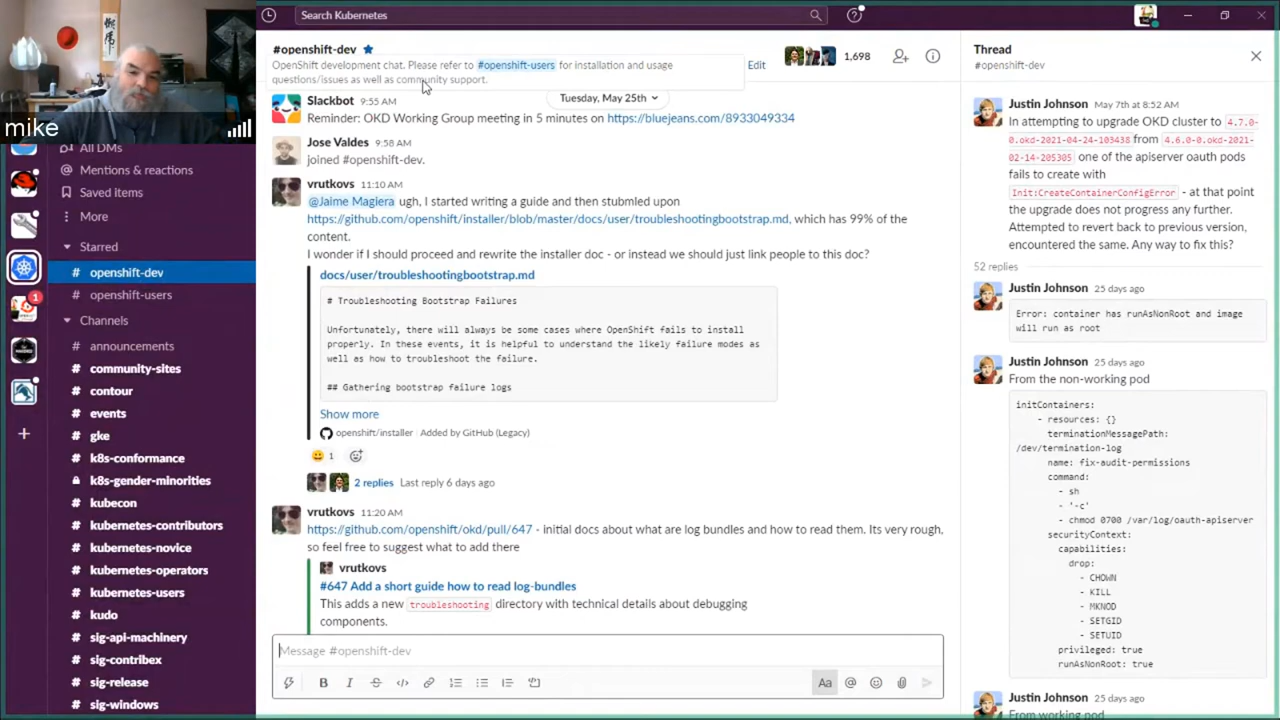 mike
Search Kubernetes
#openshift-dev
OpenShift development chat. Please refer to #openshift-users for installation and usage
questions/issues as well as community support.
Edit
1,698
All DMs
Mentions & reactions
Saved items
More
Starred
# openshift-dev
# openshift-users
Channels
# announcements
# community-sites
# contour
# events
# gke
# k8s-conformance
k8s-gender-minorities
# kubecon
# kubernetes-contributors
# kubernetes-novice
# kubernetes-operators
# kubernetes-users
# kudo
# sig-api-machinery
# sig-contribex
# sig-release
# sig-windows
1
Tuesday, May 25th
Slackbot 9:55 AM
Reminder: OKD Working Group meeting in 5 minutes on https://bluejeans.com/8933049334
Jose Valdes 9:58 AM
joined #openshift-dev.
vrutkovs 11:10 AM
@Jaime Magiera ugh, I started writing a guide and then stubmled upon
https://github.com/openshift/installer/blob/master/docs/user/troubleshootingbootstrap.md, which has 99% of the
content.
I wonder if I should proceed and rewrite the installer doc - or instead we should just link people to this doc?
docs/user/troubleshootingbootstrap.md
# Troubleshooting Bootstrap Failures
Unfortunately, there will always be some cases where OpenShift fails to install
properly. In these events, it is helpful to understand the likely failure modes as
well as how to troubleshoot the failure.
## Gathering bootstrap failure logs
Show more
openshift/installer Added by GitHub (Legacy)
1
2 replies Last reply 6 days ago
vrutkovs 11:20 AM
https://github.com/openshift/okd/pull/647 - initial docs about what are log bundles and how to read them. Its very rough,
so feel free to suggest what to add there
vrutkovs
#647 Add a short guide how to read log-bundles
This adds a new troubleshooting directory with technical details about debugging
components.
Message #openshift-dev
B I S </> Aa @
Thread
#openshift-dev
Justin Johnson May 7th at 8:52 AM
In attempting to upgrade OKD cluster to 4.7.0-
0.okd-2021-04-24-103438 from 4.6.0-0.okd-2021-
02-14-205305 one of the apiserver oauth pods
fails to create with
Init:CreateContainerConfigError - at that point
the upgrade does not progress any further.
Attempted to revert back to previous version,
encountered the same. Any way to fix this?
52 replies
Justin Johnson 25 days ago
Error: container has runAsNonRoot and image
will run as root
Justin Johnson 25 days ago
From the non-working pod
initContainers:
- resources: {}
terminationMessagePath:
/dev/termination-log
name: fix-audit-permissions
command:
- sh
- '-c'
- chmod 0700 /var/log/oauth-apiserver
securityContext:
capabilities:
drop:
- CHOWN
- KILL
- MKNOD
- SETGID
- SETUID
privileged: true
runAsNonRoot: true
Justin Johnson 25 days ago
From working pod